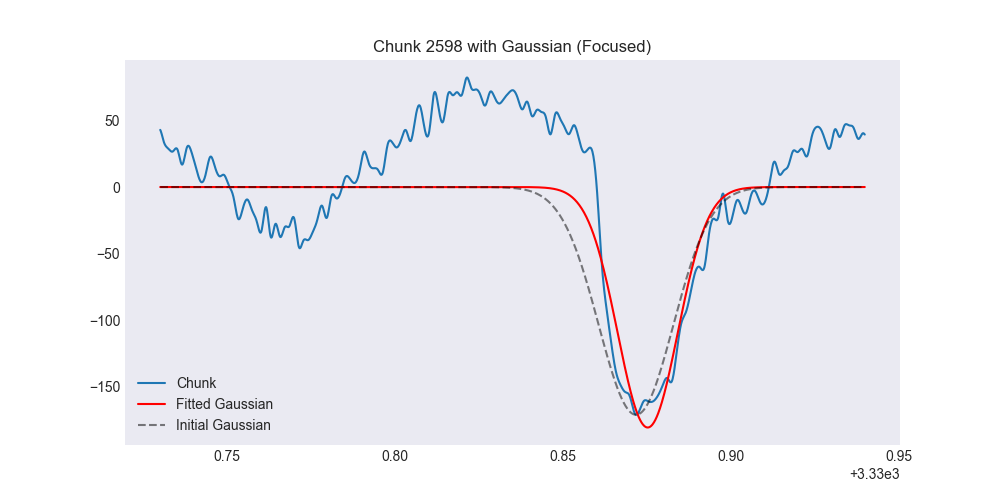 Chunk 2598 with Gaussian (Focused)
50
0
−50
−100
−150
Chunk
Fitted Gaussian
Initial Gaussian
0.75 0.80 0.85 0.90 0.95
+3.33e3